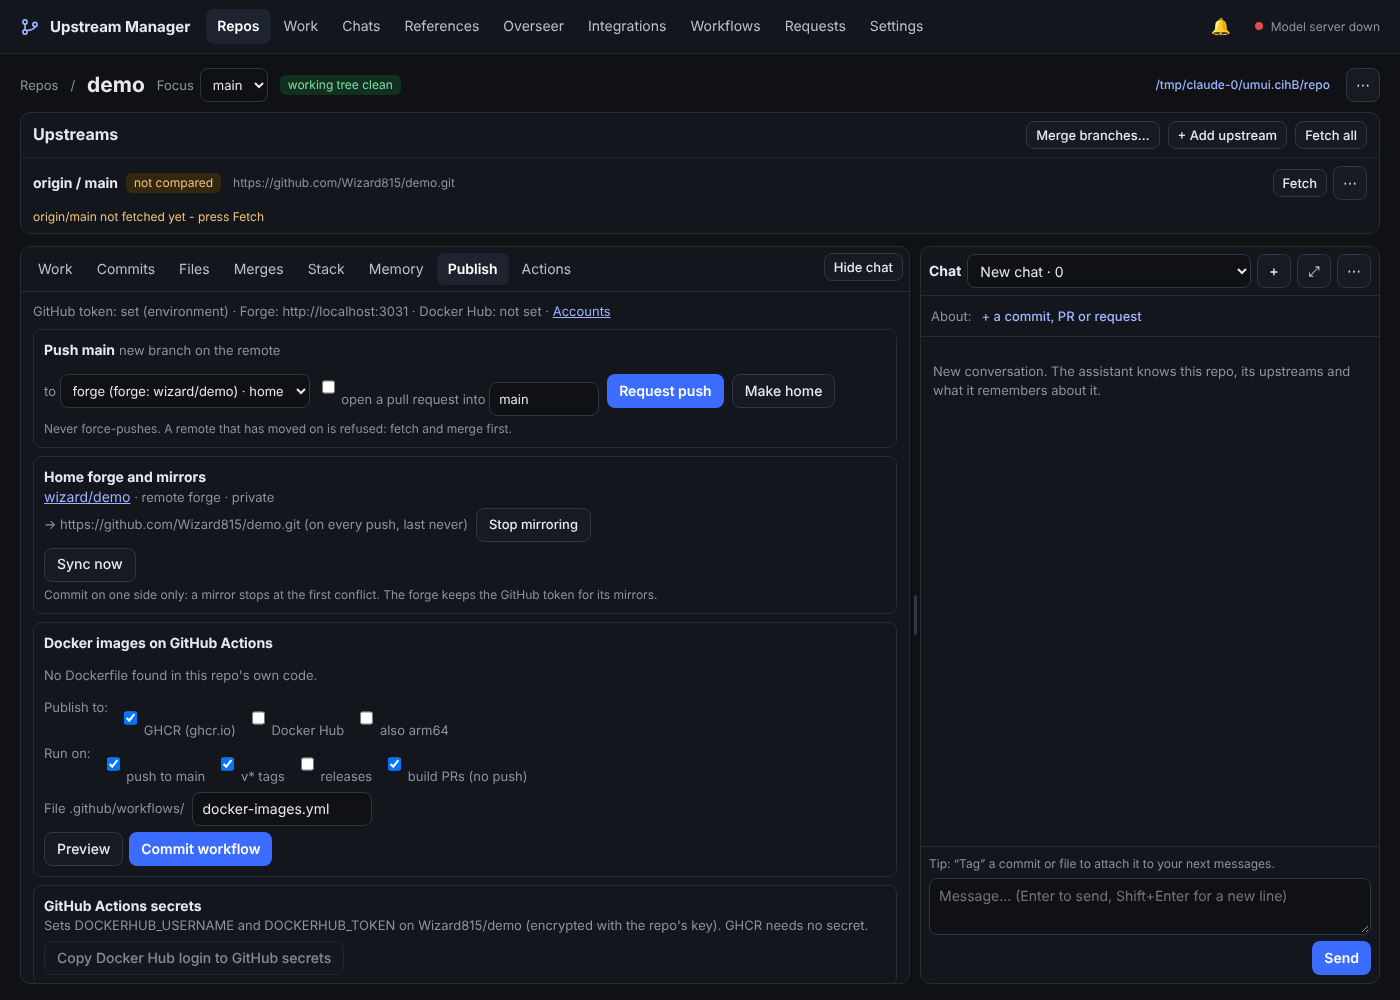 Upstream Manager Repos Work Chats References Overseer Integrations Workflows Requests Settings 🔔 Model server down
Repos / demo Focus main working tree clean /tmp/claude-0/umui.cihB/repo ⋯
Upstreams Merge branches... + Add upstream Fetch all
origin / main not compared https://github.com/Wizard815/demo.git Fetch ⋯
origin/main not fetched yet - press Fetch
Work Commits Files Merges Stack Memory Publish Actions Hide chat
GitHub token: set (environment) · Forge: http://localhost:3031 · Docker Hub: not set · Accounts
Push main new branch on the remote
to forge (forge: wizard/demo) · home open a pull request into main Request push Make home
Never force-pushes. A remote that has moved on is refused: fetch and merge first.
Home forge and mirrors
wizard/demo · remote forge · private
→ https://github.com/Wizard815/demo.git (on every push, last never) Stop mirroring
Sync now
Commit on one side only: a mirror stops at the first conflict. The forge keeps the GitHub token for its mirrors.
Docker images on GitHub Actions
No Dockerfile found in this repo's own code.
Publish to: GHCR (ghcr.io) Docker Hub also arm64
Run on: push to main v* tags releases build PRs (no push)
File .github/workflows/ docker-images.yml
Preview Commit workflow
GitHub Actions secrets
Sets DOCKERHUB_USERNAME and DOCKERHUB_TOKEN on Wizard815/demo (encrypted with the repo's key). GHCR needs no secret.
Copy Docker Hub login to GitHub secrets
Chat New chat · 0 + ⤢ ⋯
About: + a commit, PR or request
New conversation. The assistant knows this repo, its upstreams and
what it remembers about it.
Tip: “Tag” a commit or file to attach it to your next messages.
Message... (Enter to send, Shift+Enter for a new line)
Send